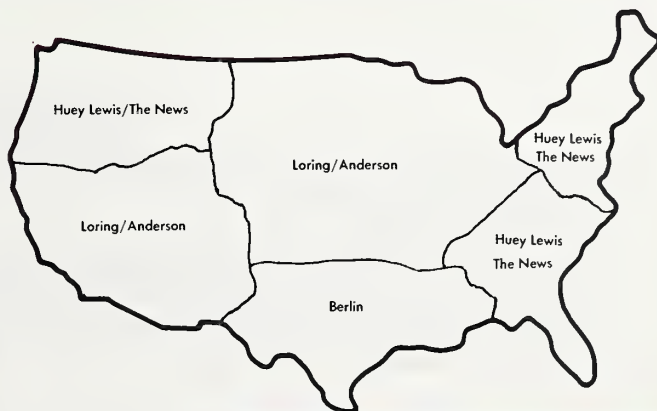 Huey Lewis/The News
Loring/Anderson
Loring/Anderson
Huey Lewis
The News
Huey Lewis
The News
Berlin